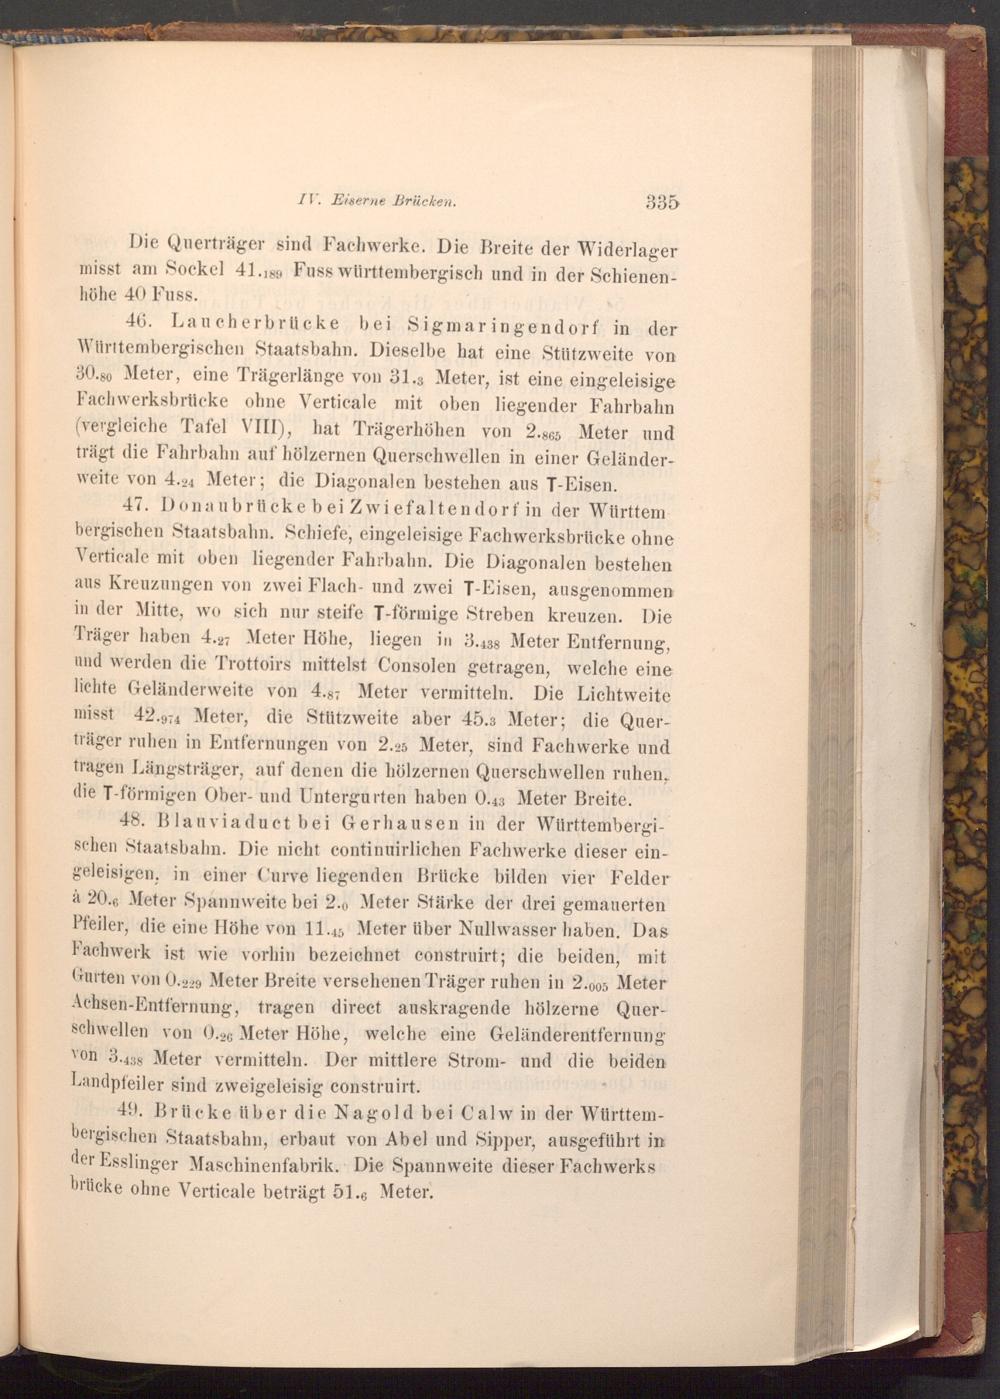 IV. Eiserne Brücken. 335
Die Querträger sind Fachwerke. Die Breite der Widerlager
misst am Sockel 41.189 Fuss württembergisch und in der Schienen-
höhe 40 Fuss.
46. Laucherbrücke bei Sigmaringendorf in der
Württembergischen Staatsbahn. Dieselbe hat eine Stützweite von
30.80 Meter, eine Trägerlänge von 31.3 Meter, ist eine eingeleisige
Fachwerksbrücke ohne Verticale mit oben liegender Fahrbahn
(vergleiche Tafel VIII), hat Trägerhöhen von 2.865 Meter und
trägt die Fahrbahn auf hölzernen Querschwellen in einer Geländer-
weite von 4.24 Meter; die Diagonalen bestehen aus T-Eisen.
47. Donaubrücke bei Zwiefaltendorf in der Württem
bergischen Staatsbahn. Schiefe, eingeleisige Fachwerksbrücke ohne
Verticale mit oben liegender Fahrbahn. Die Diagonalen bestehen
aus Kreuzungen von zwei Flach- und zwei T-Eisen, ausgenommen
in der Mitte, wo sich nur steife T-förmige Streben kreuzen. Die
Träger haben 4.27 Meter Höhe, liegen in 3.438 Meter Entfernung,
und werden die Trottoirs mittelst Consolen getragen, welche eine
lichte Geländerweite von 4.87 Meter vermitteln. Die Lichtweite
misst 42.974 Meter, die Stützweite aber 45.3 Meter; die Quer-
träger ruhen in Entfernungen von 2.25 Meter, sind Fachwerke und
tragen Längsträger, auf denen die hölzernen Querschwellen ruhen,
die T-förmigen Ober- und Untergurten haben 0.43 Meter Breite.
48. Blauviaduct bei Gerhausen in der Württembergi-
schen Staatsbahn. Die nicht continuirlichen Fachwerke dieser ein-
geleisigen, in einer Curve liegenden Brücke bilden vier Felder
à 20.6 Meter Spannweite bei 2.0 Meter Stärke der drei gemauerten
Pfeiler, die eine Höhe von 11.45 Meter über Nullwasser haben. Das
Fachwerk ist wie vorhin bezeichnet construirt; die beiden, mit
Gurten von 0.229 Meter Breite versehenen Träger ruhen in 2.005 Meter
Achsen-Entfernung, tragen direct auskragende hölzerne Quer-
schwellen von 0.26 Meter Höhe, welche eine Geländerentfernung
von 3.438 Meter vermitteln. Der mittlere Strom- und die beiden
Landpfeiler sind zweigeleisig construirt.
49. Brücke über die Nagold bei Calw in der Württem-
bergischen Staatsbahn, erbaut von Abel und Sipper, ausgeführt in
der Esslinger Maschinenfabrik. Die Spannweite dieser Fachwerks
brücke ohne Verticale beträgt 51.6 Meter.